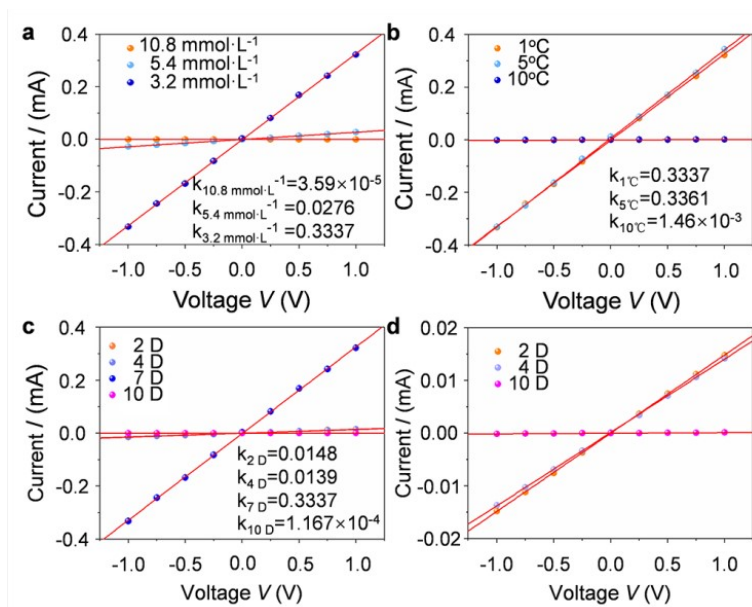 a
10.8 mmol·L-1
5.4 mmol·L-1
3.2 mmol·L-1
k10.8 mmol·L-1=3.59×10-5
k5.4 mmol·L-1=0.0276
k3.2 mmol·L-1=0.3337
0.4
0.2
0.0
-0.2
-0.4
-1.0 -0.5 0.0 0.5 1.0
Current I (mA)
Voltage V (V)
b
1°C
5°C
10°C
k1℃=0.3337
k5℃=0.3361
k10℃=1.46×10-3
0.4
0.2
0.0
-0.2
-0.4
-1.0 -0.5 0.0 0.5 1.0
Current I (mA)
Voltage V (V)
c
2 D
4 D
7 D
10 D
k2 D=0.0148
k4 D=0.0139
k7 D=0.3337
k10 D=1.167×10-4
0.4
0.2
0.0
-0.2
-0.4
-1.0 -0.5 0.0 0.5 1.0
Current I (mA)
Voltage V (V)
d
2 D
4 D
10 D
0.02
0.01
0.00
-0.01
-0.02
-1.0 -0.5 0.0 0.5 1.0
Current I (mA)
Voltage V (V)